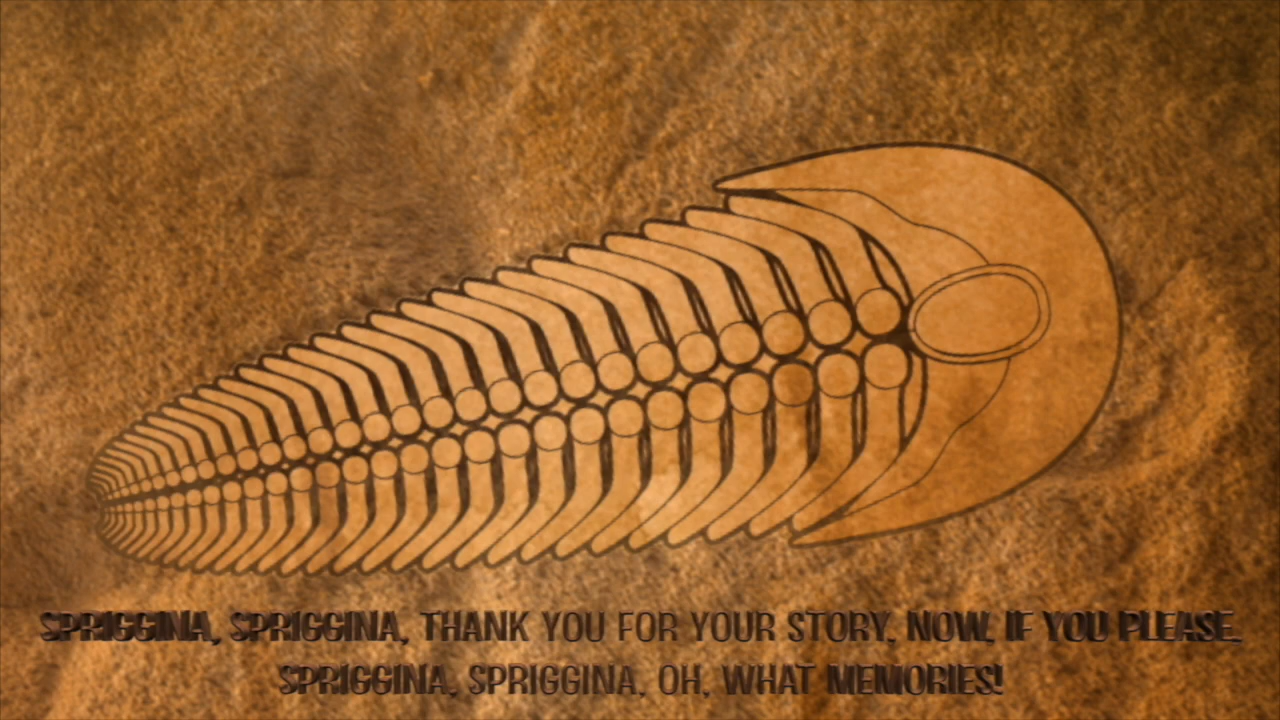 SPRIGGINA, SPRIGGINA, THANK YOU FOR YOUR STORY. NOW, IF YOU PLEASE,
SPRIGGINA, SPRIGGINA, OH, WHAT MEMORIES!